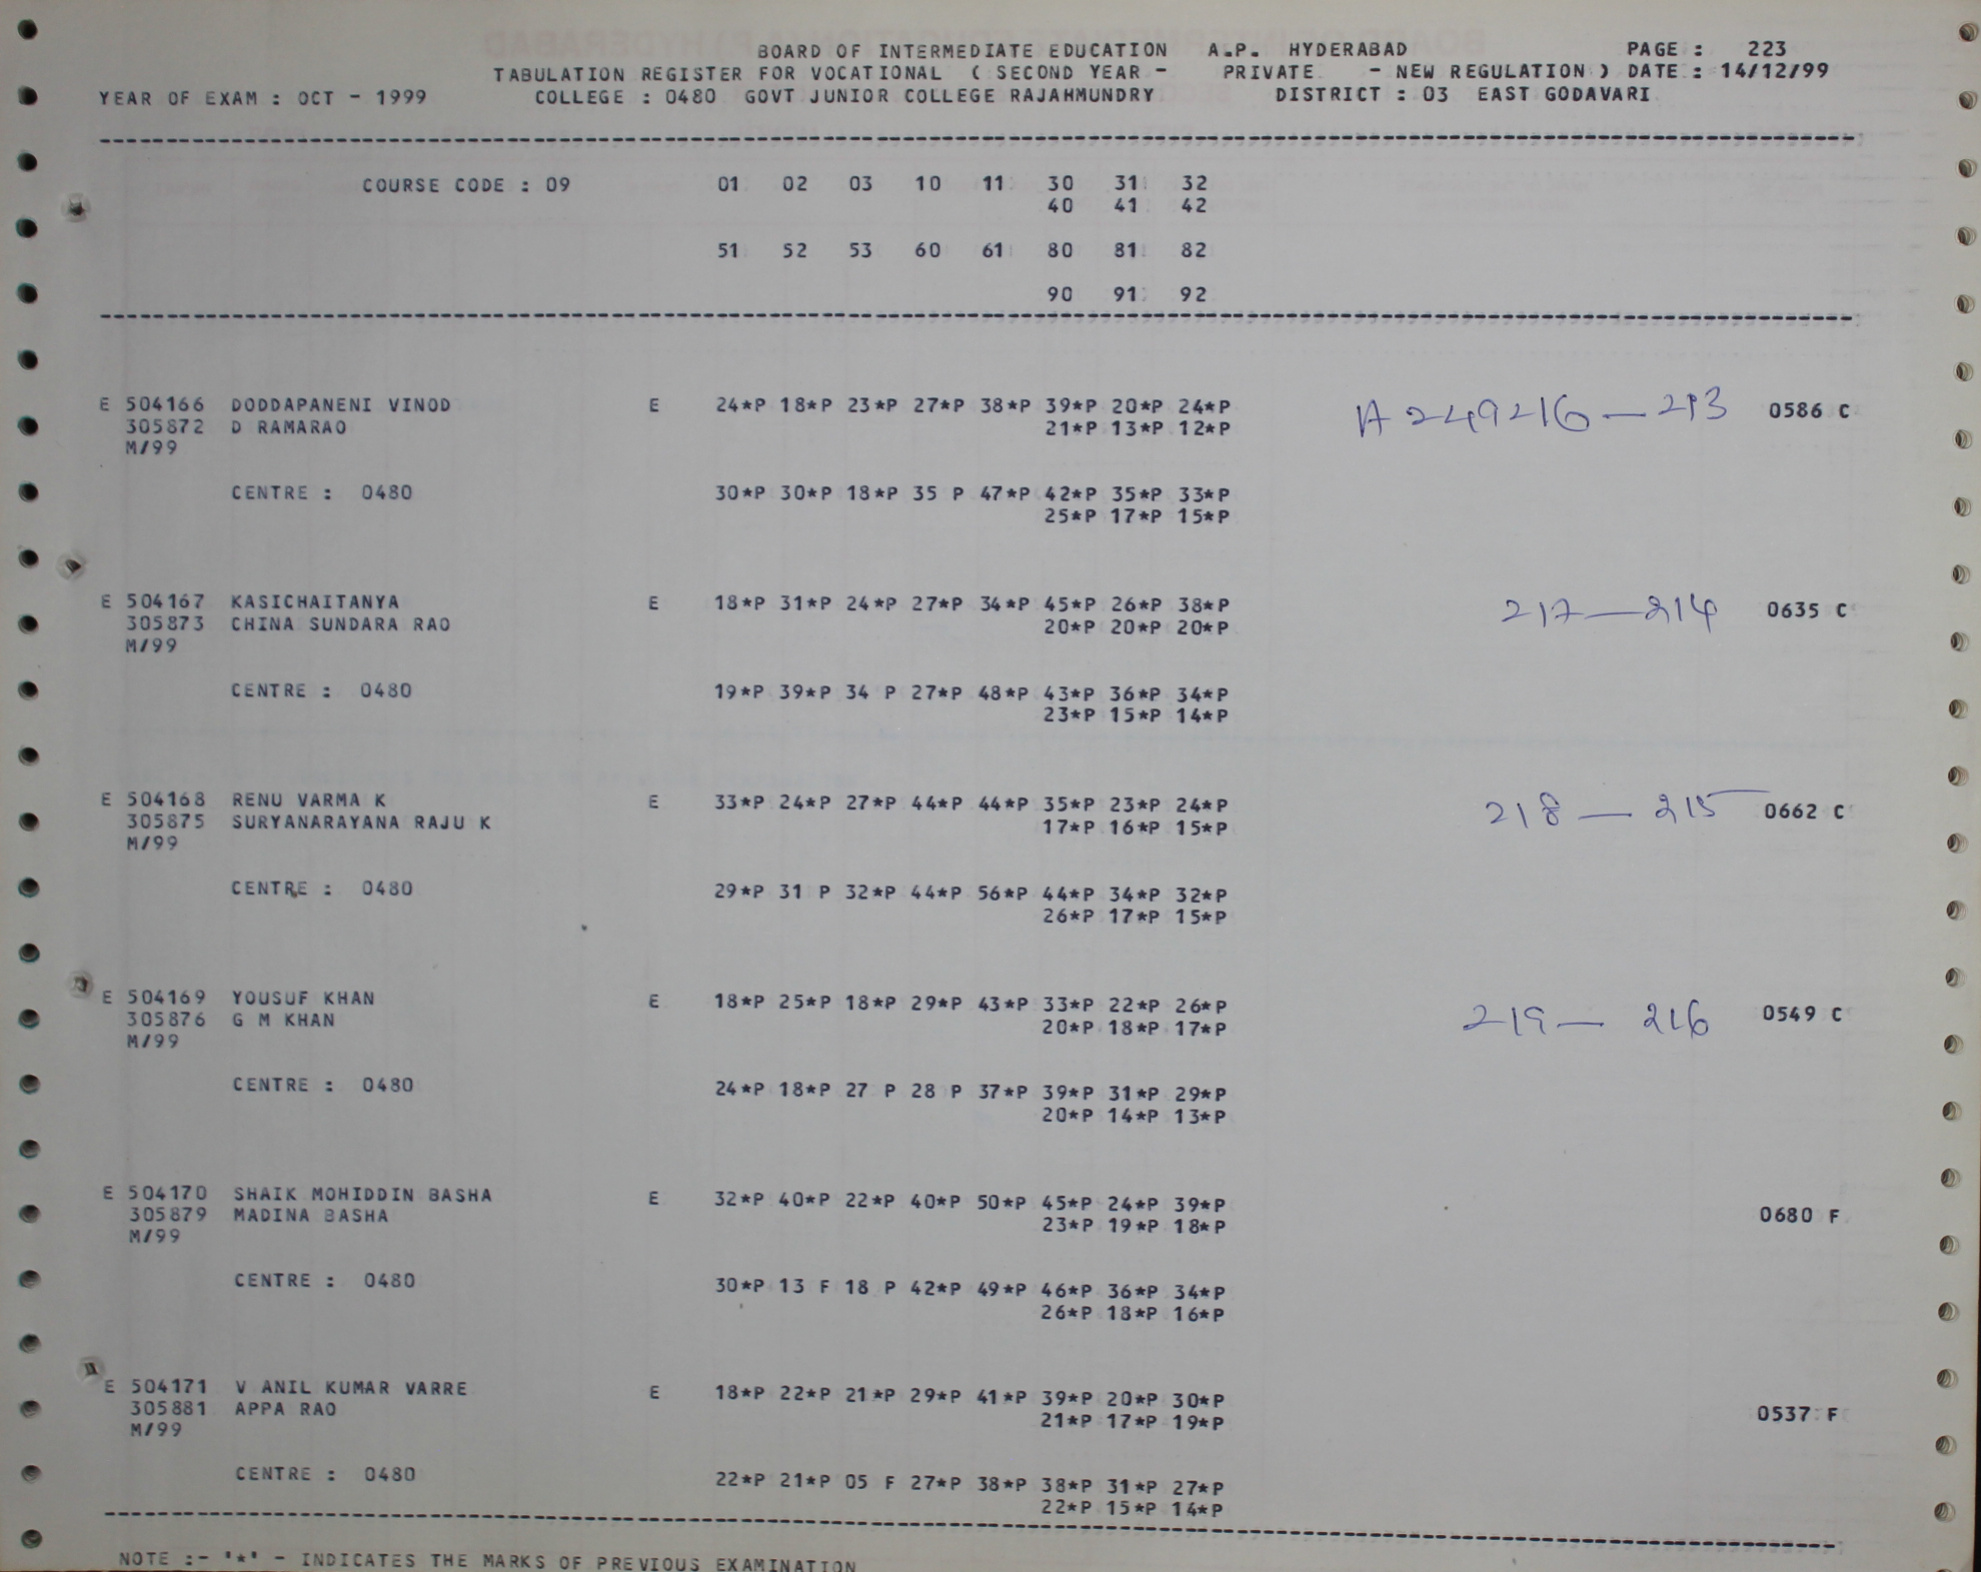 BOARD OF INTERMEDIATE EDUCATION A.P. HYDERABAD PAGE : 223
TABULATION REGISTER FOR VOCATIONAL ( SECOND YEAR - PRIVATE - NEW REGULATION ) DATE : 14/12/99
YEAR OF EXAM : OCT - 1999 COLLEGE : 0480 GOVT JUNIOR COLLEGE RAJAHMUNDRY DISTRICT : 03 EAST GODAVARI
COURSE CODE : 09 01 02 03 10 11 30 31 32
40 41 42
51 52 53 60 61 80 81 82
90 91 92
E 504166 DODDAPANENI VINOD E 24*P 18*P 23*P 27*P 38*P 39*P 20*P 24*P A 249216 — 213 0586 C
305872 D RAMARAO 21*P 13*P 12*P
M/99
CENTRE : 0480 30*P 30*P 18*P 35 P 47*P 42*P 35*P 33*P
25*P 17*P 15*P
E 504167 KASICHAITANYA E 18*P 31*P 24*P 27*P 34*P 45*P 26*P 38*P 217 — 214 0635 C
305873 CHINA SUNDARA RAO 20*P 20*P 20*P
M/99
CENTRE : 0480 19*P 39*P 34 P 27*P 48*P 43*P 36*P 34*P
23*P 15*P 14*P
E 504168 RENU VARMA K E 33*P 24*P 27*P 44*P 44*P 35*P 23*P 24*P 218 — 215 0662 C
305875 SURYANARAYANA RAJU K 17*P 16*P 15*P
M/99
CENTRE : 0480 29*P 31 P 32*P 44*P 56*P 44*P 34*P 32*P
26*P 17*P 15*P
E 504169 YOUSUF KHAN E 18*P 25*P 18*P 29*P 43*P 33*P 22*P 26*P 219 — 216 0549 C
305876 G M KHAN 20*P 18*P 17*P
M/99
CENTRE : 0480 24*P 18*P 27 P 28 P 37*P 39*P 31*P 29*P
20*P 14*P 13*P
E 504170 SHAIK MOHIDDIN BASHA E 32*P 40*P 22*P 40*P 50*P 45*P 24*P 39*P 0680 F
305879 MADINA BASHA 23*P 19*P 18*P
M/99
CENTRE : 0480 30*P 13 F 18 P 42*P 49*P 46*P 36*P 34*P
26*P 18*P 16*P
E 504171 V ANIL KUMAR VARRE E 18*P 22*P 21*P 29*P 41*P 39*P 20*P 30*P 0537 F
305881 APPA RAO 21*P 17*P 19*P
M/99
CENTRE : 0480 22*P 21*P 05 F 27*P 38*P 38*P 31*P 27*P
22*P 15*P 14*P
NOTE :- '*' - INDICATES THE MARKS OF PREVIOUS EXAMINATION